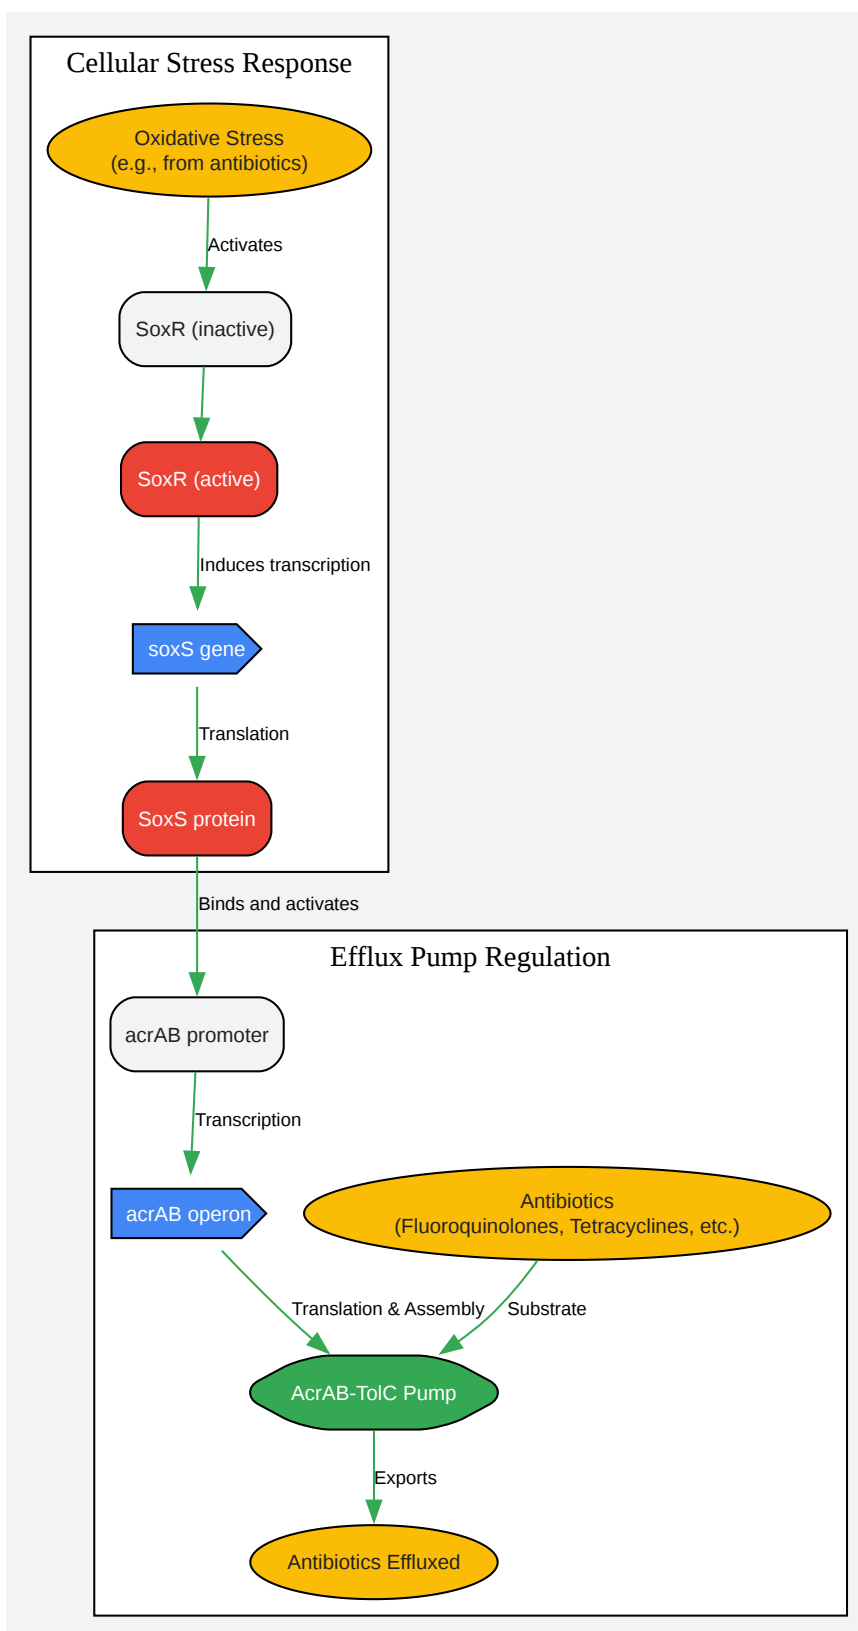 Cellular Stress Response
Oxidative Stress
(e.g., from antibiotics)
Activates
SoxR (inactive)
SoxR (active)
Induces transcription
soxS gene
Translation
SoxS protein
Binds and activates
Efflux Pump Regulation
acrAB promoter
Transcription
acrAB operon
Antibiotics
(Fluoroquinolones, Tetracyclines, etc.)
Translation & Assembly
Substrate
AcrAB-TolC Pump
Exports
Antibiotics Effluxed